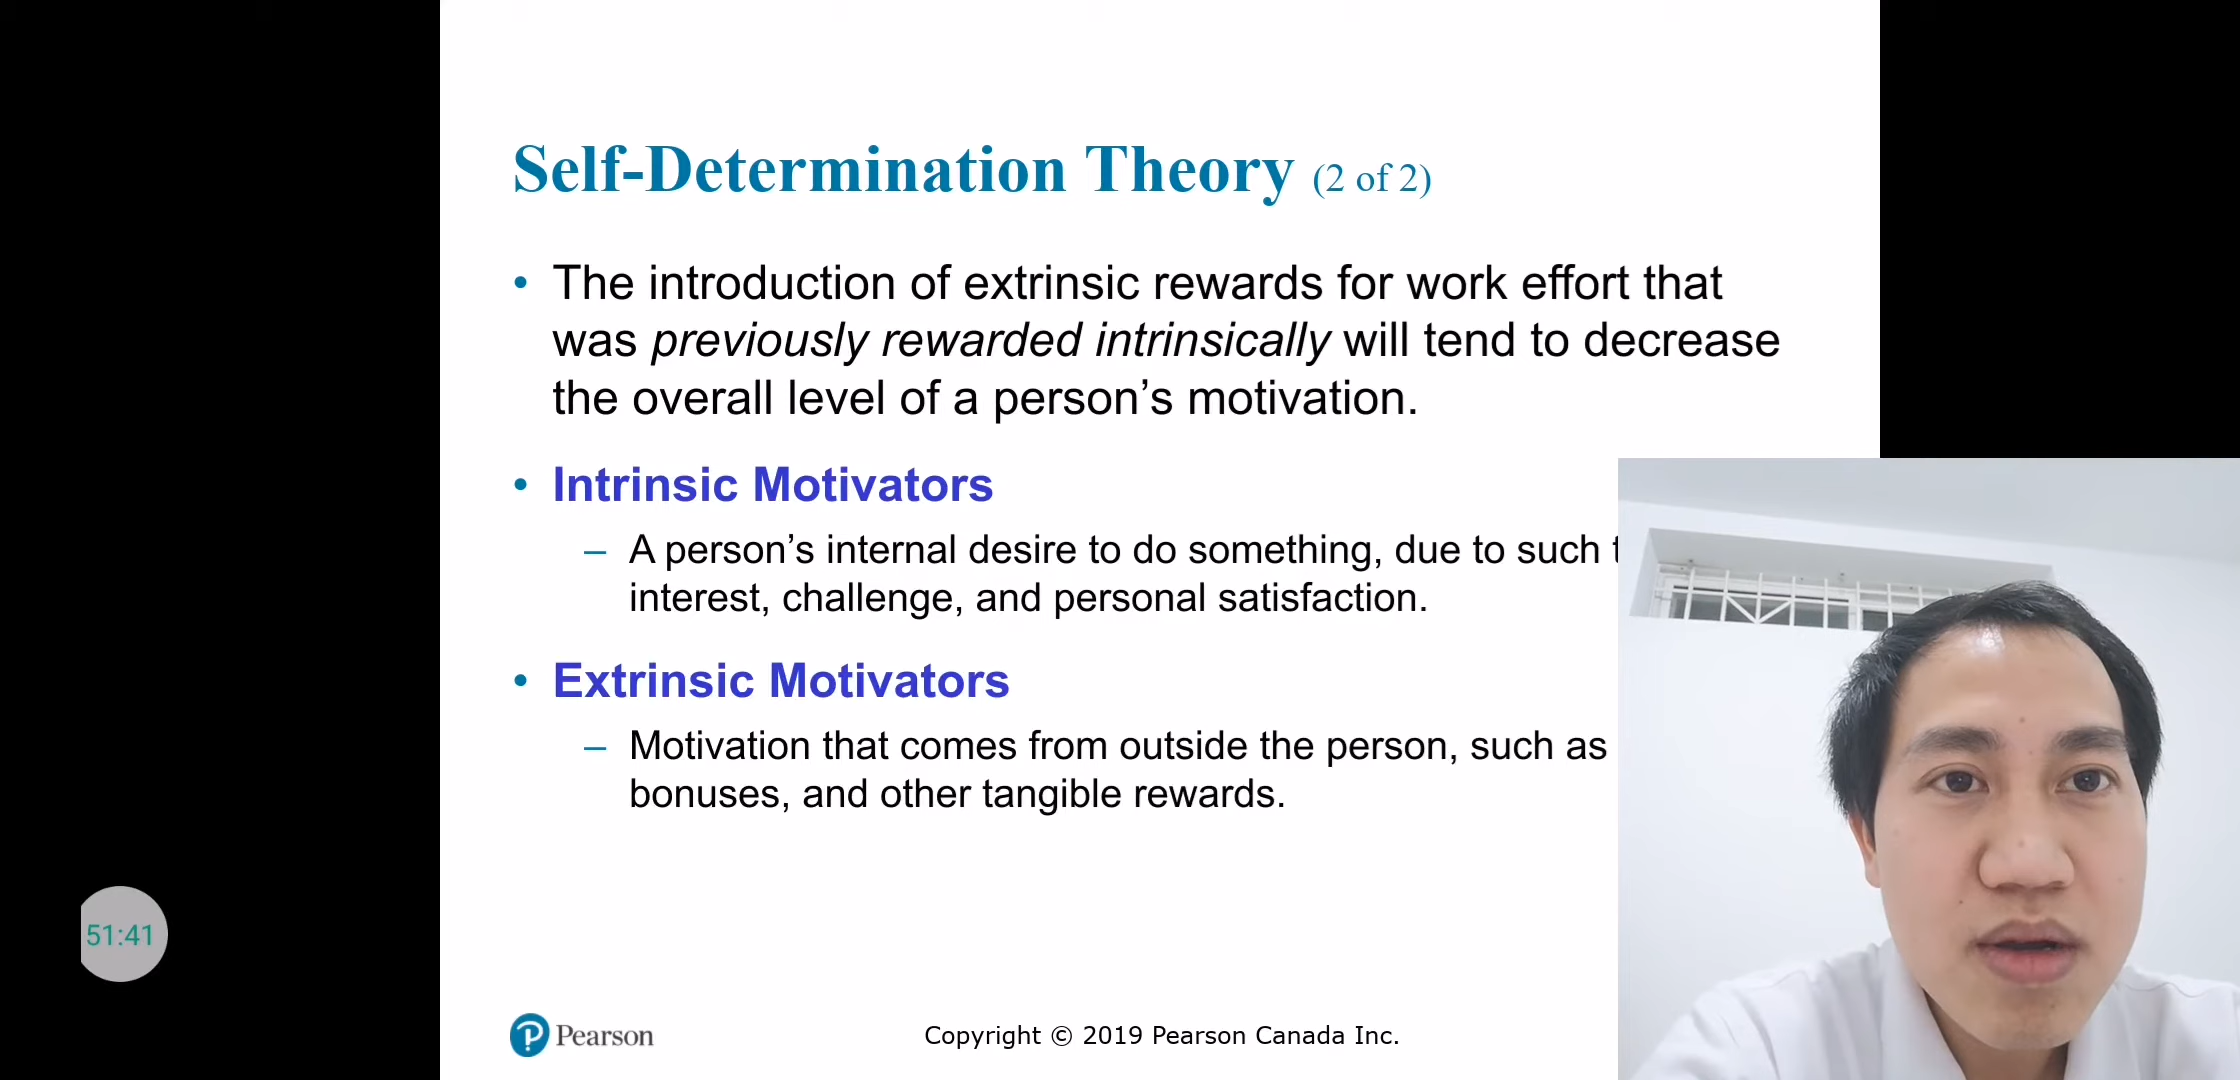 Self-Determination Theory (2 of 2)
• The introduction of extrinsic rewards for work effort that
was previously rewarded intrinsically will tend to decrease
the overall level of a person’s motivation.
• Intrinsic Motivators
– A person’s internal desire to do something, due to such
interest, challenge, and personal satisfaction.
• Extrinsic Motivators
– Motivation that comes from outside the person, such as
bonuses, and other tangible rewards.
51:41
Pearson
Copyright © 2019 Pearson Canada Inc.